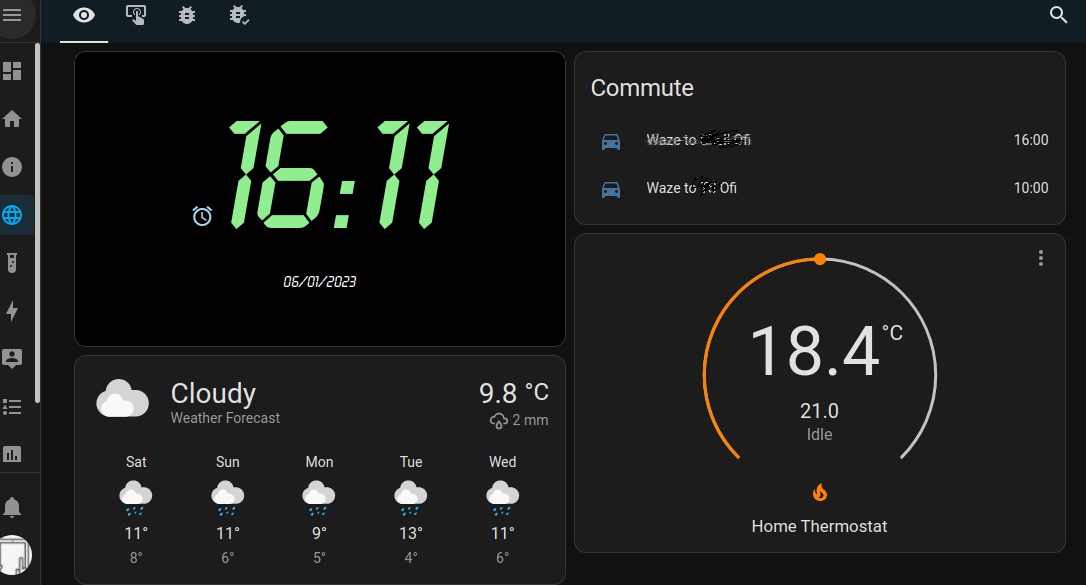 16:11
06/01/2023
Cloudy
Weather Forecast
9.8 °C
2 mm
Sat Sun Mon Tue Wed
11° 11° 9° 13° 11°
8° 6° 5° 4° 6°
Commute
Waze to Ofi 16:00
Waze to Ofi 10:00
18.4 °C
21.0
Idle
Home Thermostat